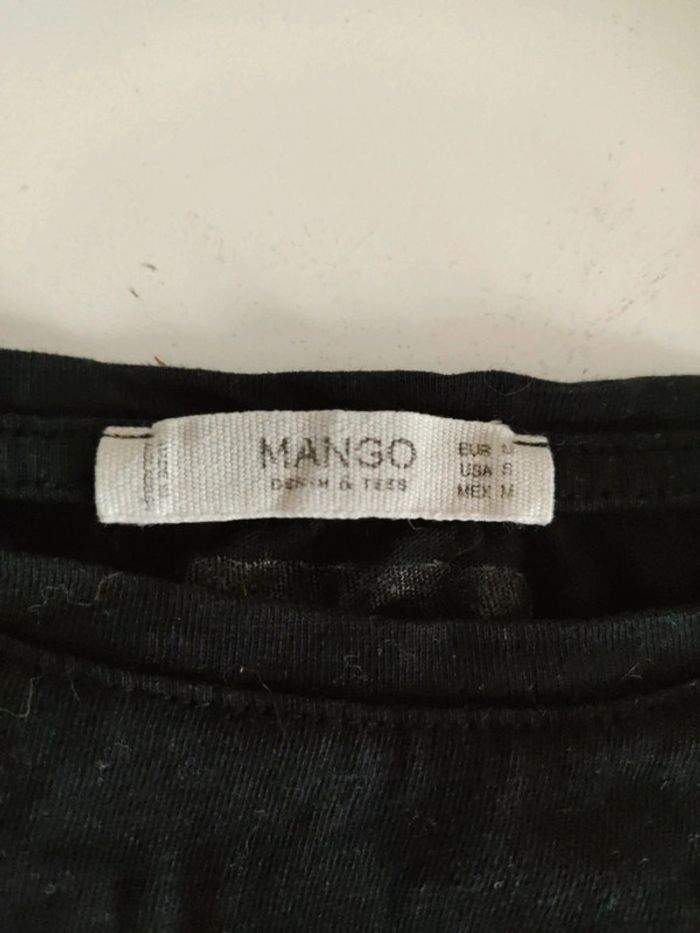 MANGO
DENIM & TEES
EUR M
USA S
MEX M